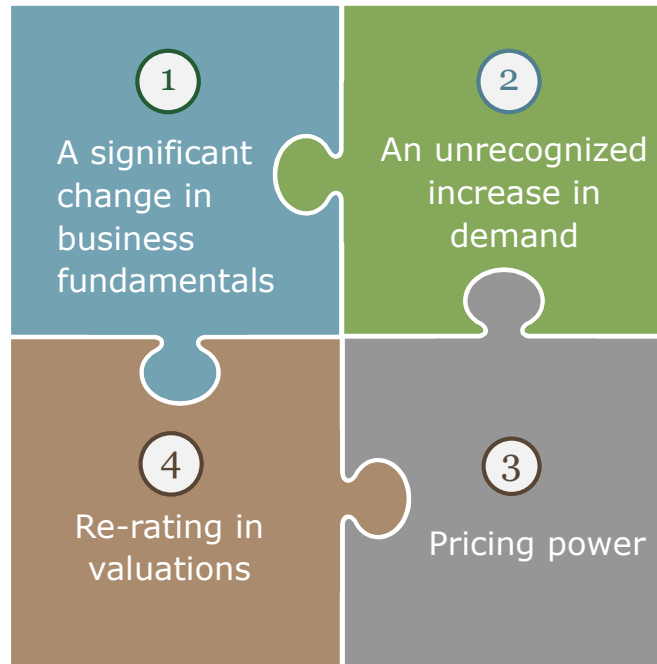 1
A significant
change in
business
fundamentals
2
An unrecognized
increase in
demand
3
Pricing power
4
Re-rating in
valuations